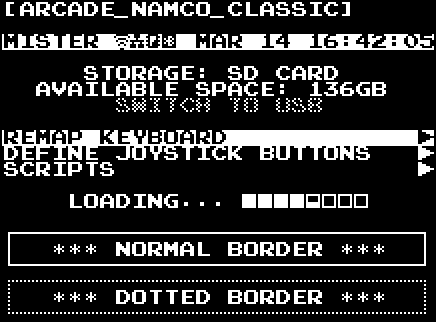 [ARCADE_NAMCO_CLASSIC]
MISTER MAR 14 16:42:05
STORAGE: SD CARD
AVAILABLE SPACE: 136GB
SWITCH TO USB
REMAP KEYBOARD ▶
DEFINE JOYSTICK BUTTONS ▶
SCRIPTS ▶
LOADING...
*** NORMAL BORDER ***
*** DOTTED BORDER ***